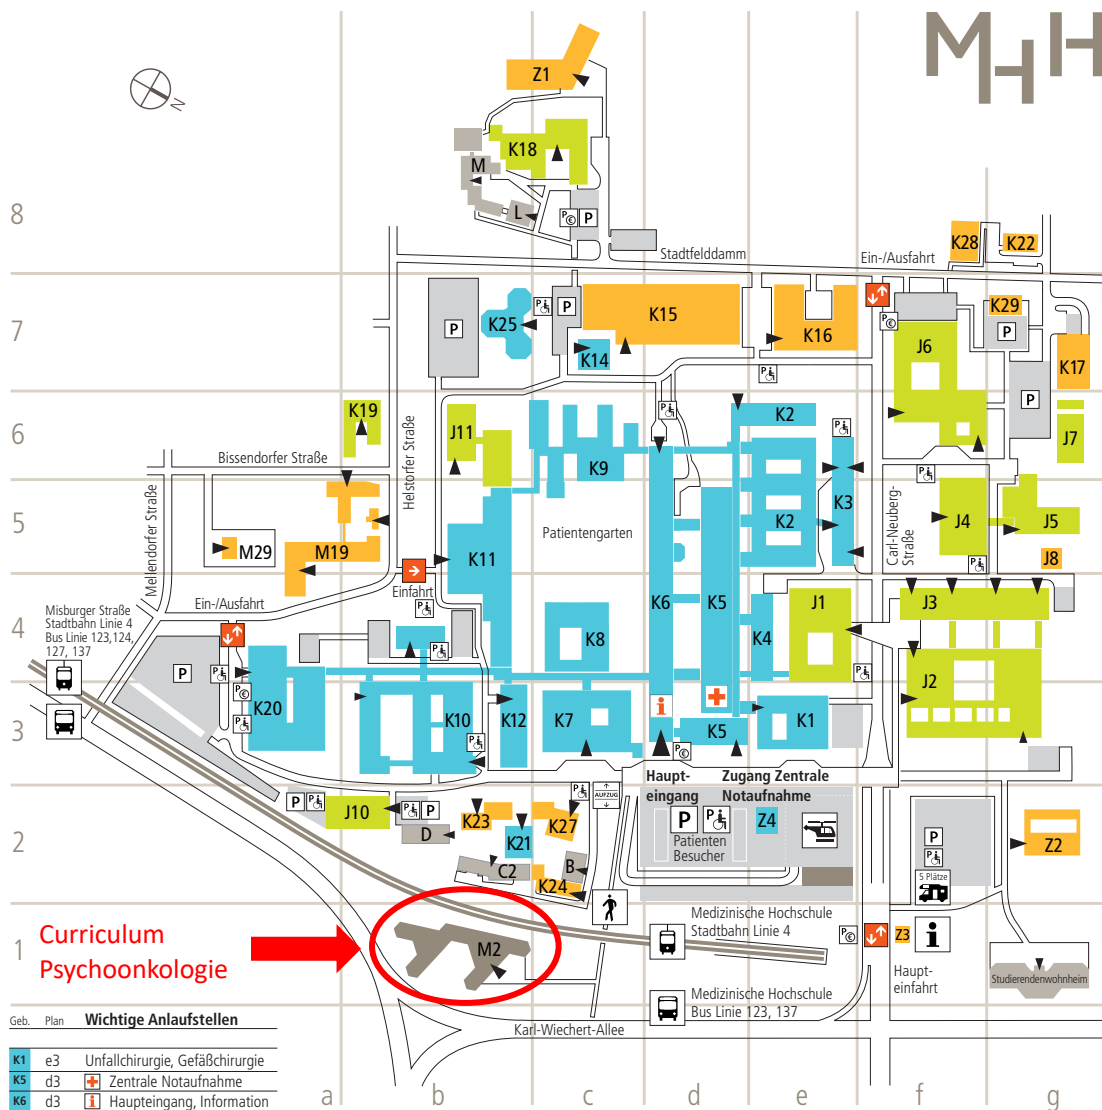 MHH
N
Z1
K18
M
L
P€
P
8
Stadtfelddamm
Ein-/Ausfahrt
K28
K22
7
P
K25
P
P
K15
K14
K16
P€
J6
K29
P
K17
P
P
6
K19
J11
K9
P
K2
P
J7
Bissendorfer Straße
Helstorfer Straße
Mellendorfer Straße
5
M29
M19
K11
Patientengarten
K2
K3
Carl-Neuberg-
Straße
P
J4
J5
J8
P
Einfahrt
P
4
Misburger Straße
Stadtbahn Linie 4
Bus Linie 123,124,
127, 137
Ein-/Ausfahrt
P
P
P€
P
P
K8
K6
K5
K4
J1
P
J3
J2
3
K20
K10
P
K12
K7
i
K5
P€
K1
Haupt-
eingang
Zugang Zentrale
Notaufnahme
P
P
J10
P
P
D
K23
K21
K27
P
AUFZUG
P
P
Patienten
Besucher
Z4
P
P
5 Plätze
Z2
2
C2
B
K24
1
Curriculum
Psychoonkologie
M2
Medizinische Hochschule
Stadtbahn Linie 4
P€
Z3
i
Haupt-
einfahrt
Studierendenwohnheim
Medizinische Hochschule
Bus Linie 123, 137
Karl-Wiechert-Allee
Geb. Plan Wichtige Anlaufstellen
K1 e3 Unfallchirurgie, Gefäßchirurgie
K5 d3 Zentrale Notaufnahme
K6 d3 i Haupteingang, Information
a b c d e f g